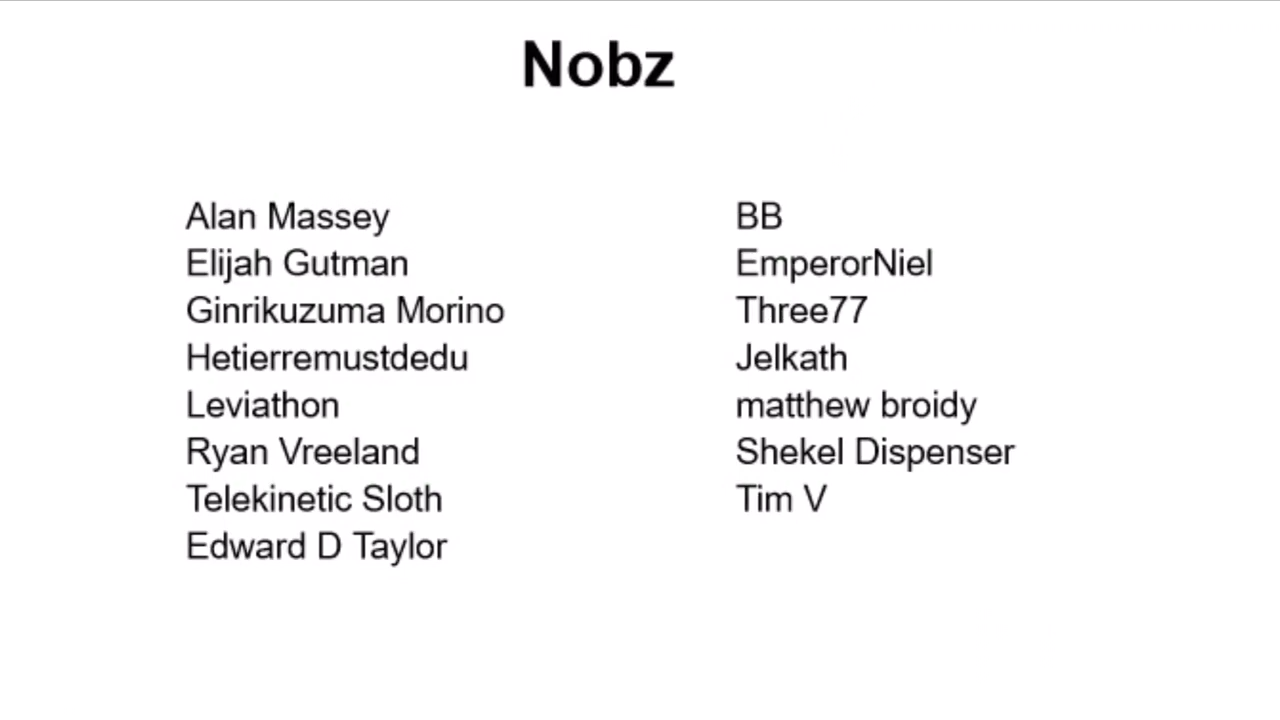 Nobz
Alan Massey
Elijah Gutman
Ginrikuzuma Morino
Hetierremustdedu
Leviathon
Ryan Vreeland
Telekinetic Sloth
Edward D Taylor
BB
EmperorNiel
Three77
Jelkath
matthew broidy
Shekel Dispenser
Tim V